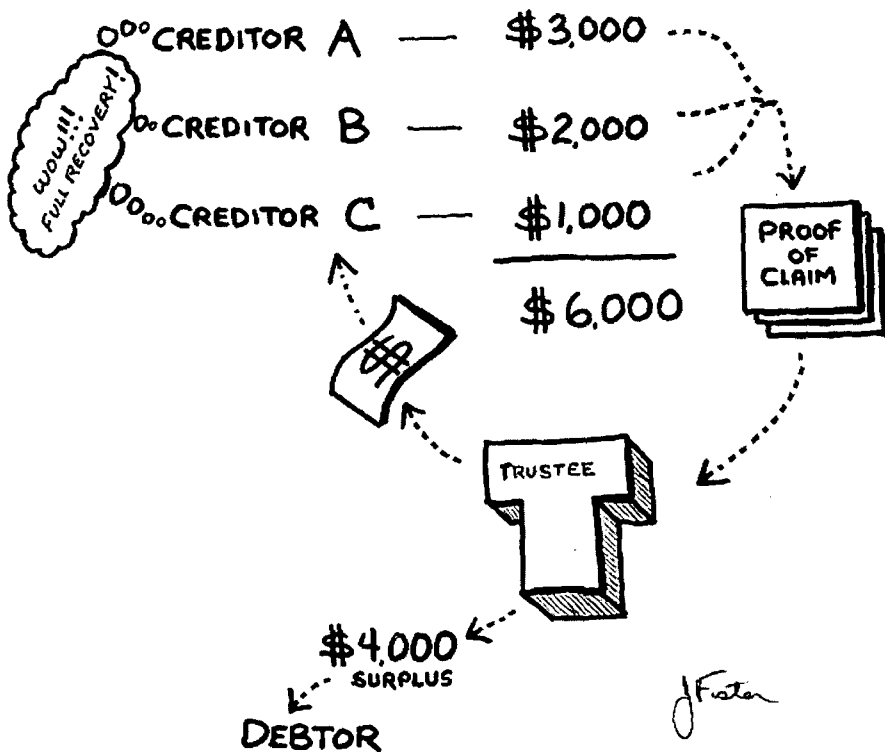 CREDITOR A — $3,000
WOW!!!
FULL RECOVERY!
CREDITOR B — $2,000
CREDITOR C — $1,000
$6,000
PROOF
OF
CLAIM
$
TRUSTEE
$4,000
SURPLUS
DEBTOR
JFoster